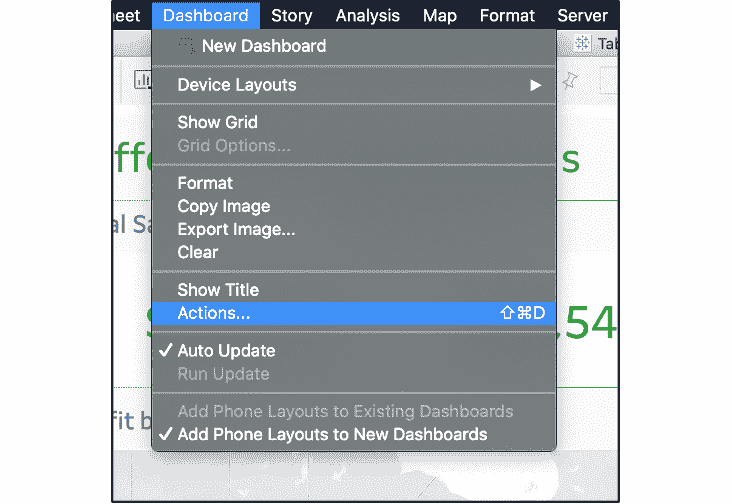 eet Dashboard Story Analysis Map Format Server
New Dashboard
Tab
Device Layouts ▶
Show Grid
Grid Options...
Format
Copy Image
Export Image...
Clear
Show Title
Actions... ⇧⌘D
✓ Auto Update
Run Update
Add Phone Layouts to Existing Dashboards
✓ Add Phone Layouts to New Dashboards
ffe s
al Sa
,54
fit b